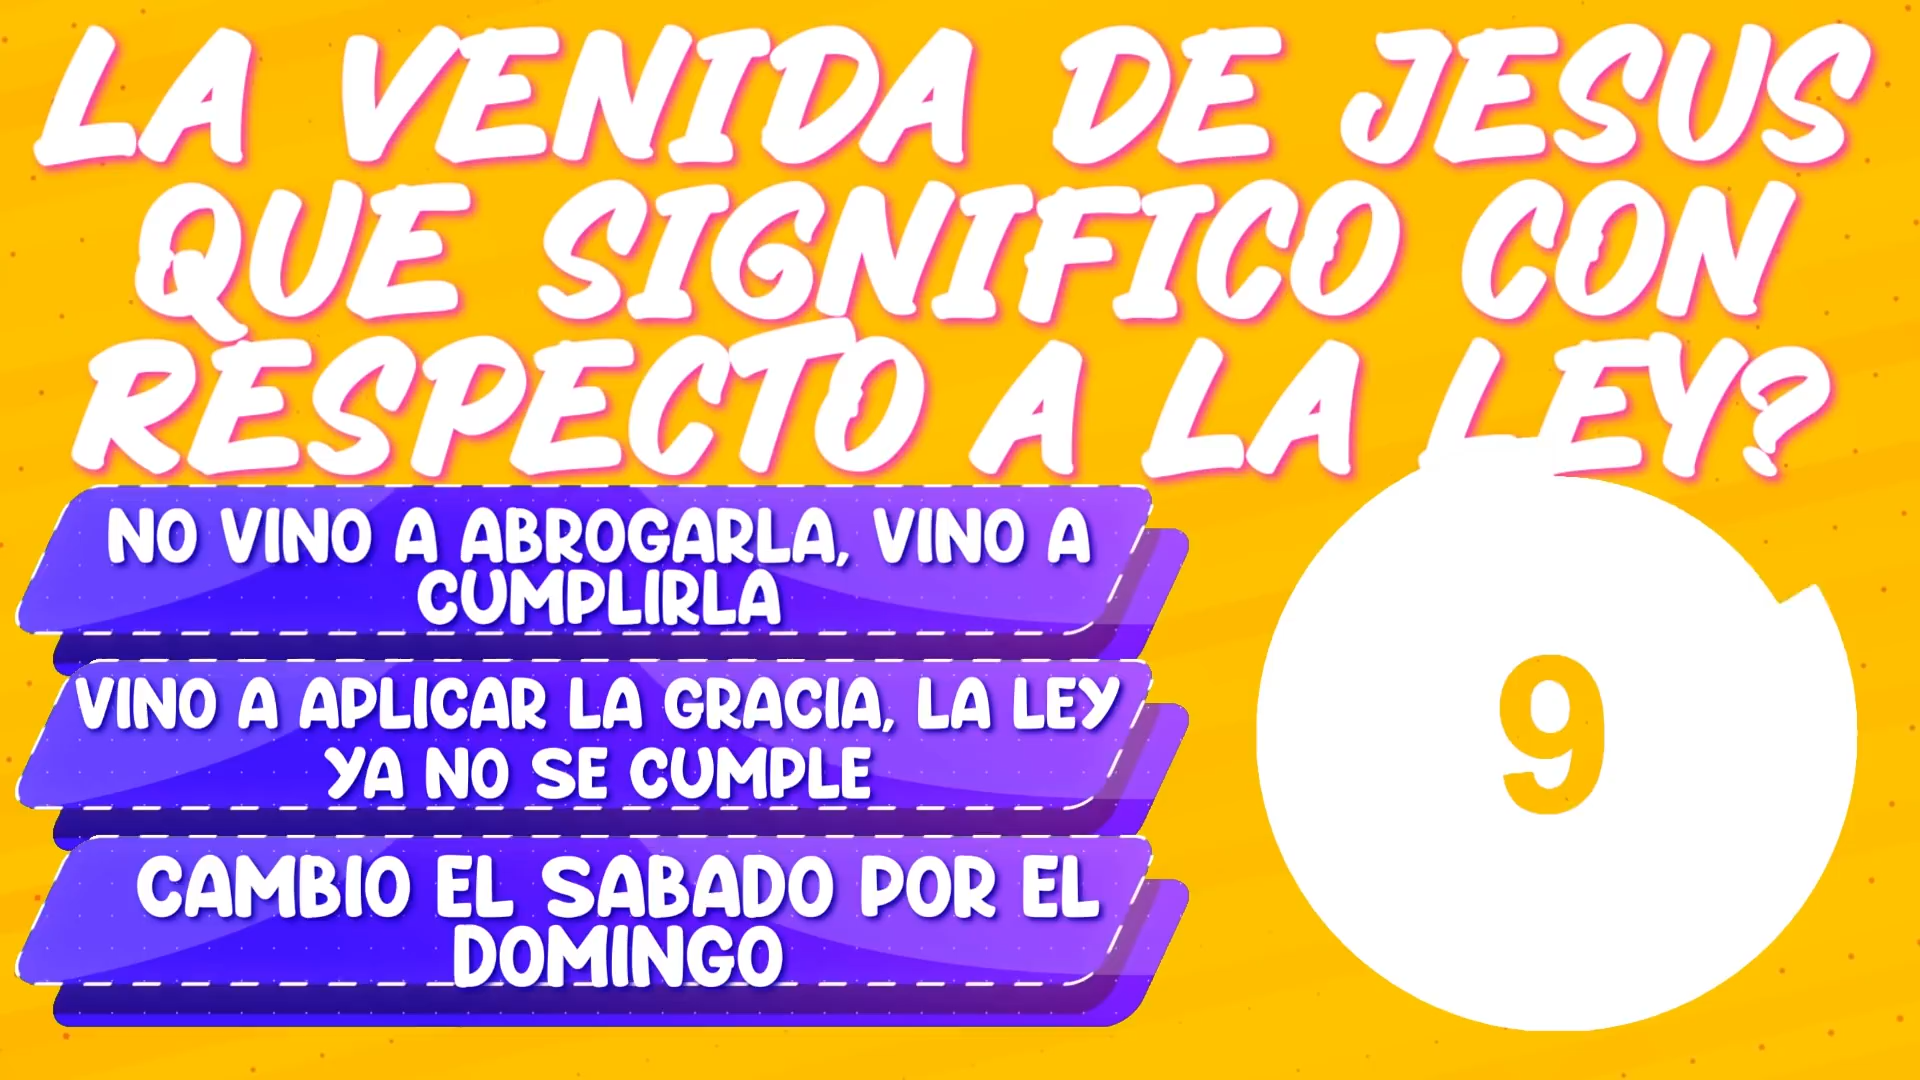 LA VENIDA DE JESUS
QUE SIGNIFICO CON
RESPECTO A LA LEY?
NO VINO A ABROGARLA, VINO A
CUMPLIRLA
VINO A APLICAR LA GRACIA, LA LEY
YA NO SE CUMPLE
CAMBIO EL SABADO POR EL
DOMINGO
9